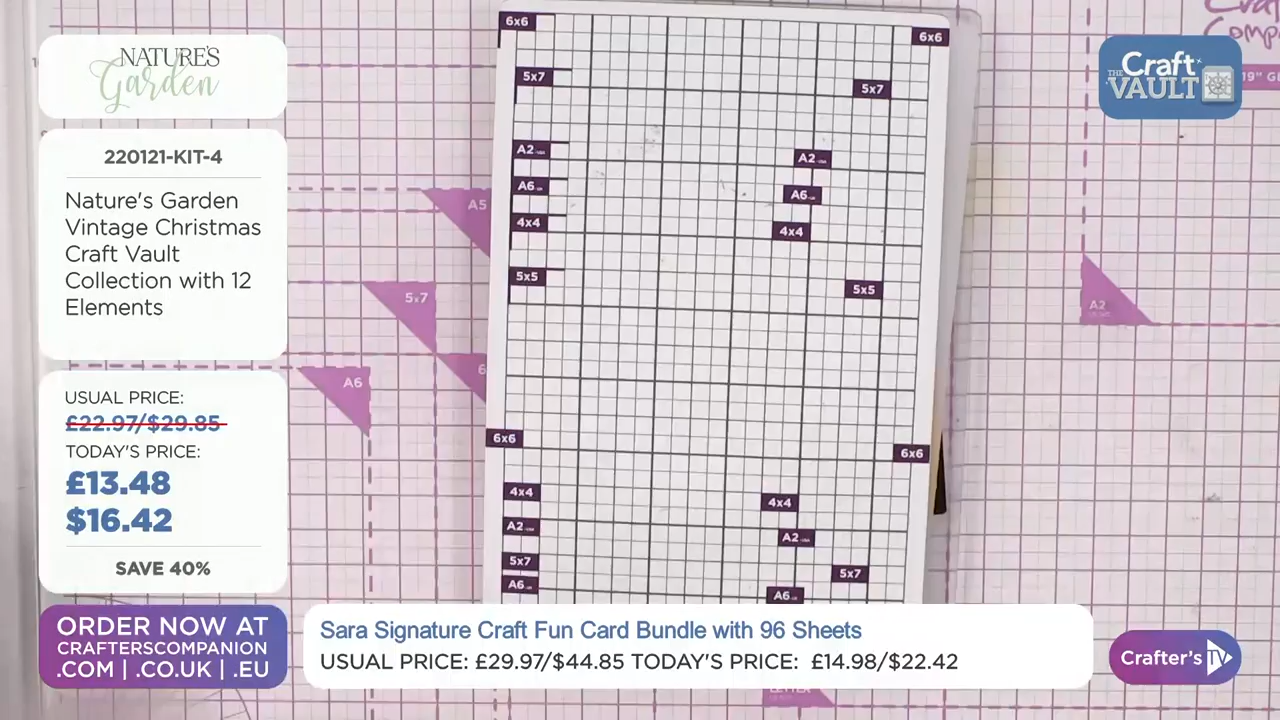 NATURE'S
Garden
220121-KIT-4
Nature's Garden
Vintage Christmas
Craft Vault
Collection with 12
Elements
USUAL PRICE:
£22.97/$29.85
TODAY'S PRICE:
£13.48
$16.42
SAVE 40%
ORDER NOW AT
CRAFTERSCOMPANION
.COM | .CO.UK | .EU
Sara Signature Craft Fun Card Bundle with 96 Sheets
USUAL PRICE: £29.97/$44.85 TODAY'S PRICE: £14.98/$22.42
Crafter's TV
THE Craft
VAULT
6x6 6x6
5x7 5x7
A2 A2
A6 A6
4x4 4x4
5x5 5x5
6x6 6x6
4x4 4x4
A2 A2
5x7 5x7
A6 A6
A5
5x7
6
A6
A2
LETTER